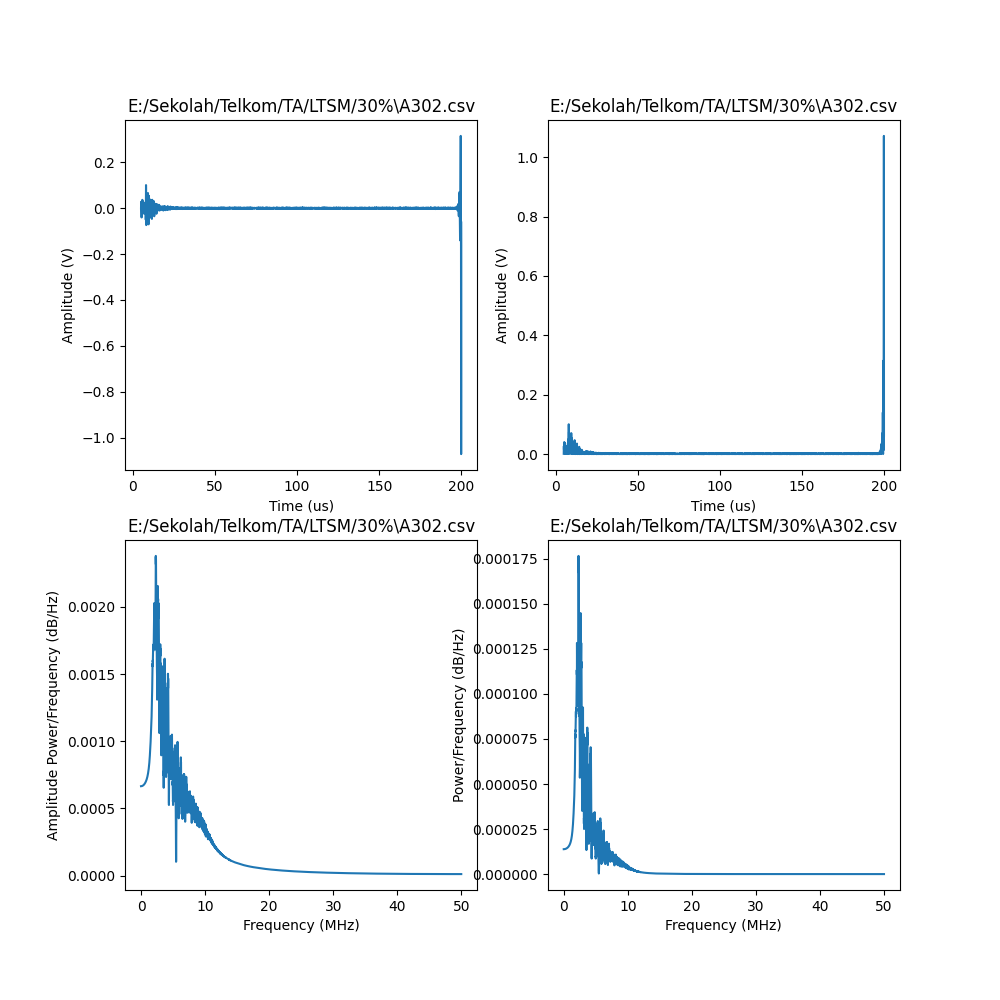 E:/Sekolah/Telkom/TA/LTSM/30%\A302.csv
Amplitude (V)
0.2
0.0
−0.2
−0.4
−0.6
−0.8
−1.0
0 50 100 150 200
Time (us)
E:/Sekolah/Telkom/TA/LTSM/30%\A302.csv
Amplitude (V)
1.0
0.8
0.6
0.4
0.2
0.0
0 50 100 150 200
Time (us)
E:/Sekolah/Telkom/TA/LTSM/30%\A302.csv
Amplitude Power/Frequency (dB/Hz)
0.0020
0.0015
0.0010
0.0005
0.0000
0 10 20 30 40 50
Frequency (MHz)
E:/Sekolah/Telkom/TA/LTSM/30%\A302.csv
Power/Frequency (dB/Hz)
0.000175
0.000150
0.000125
0.000100
0.000075
0.000050
0.000025
0.000000
0 10 20 30 40 50
Frequency (MHz)